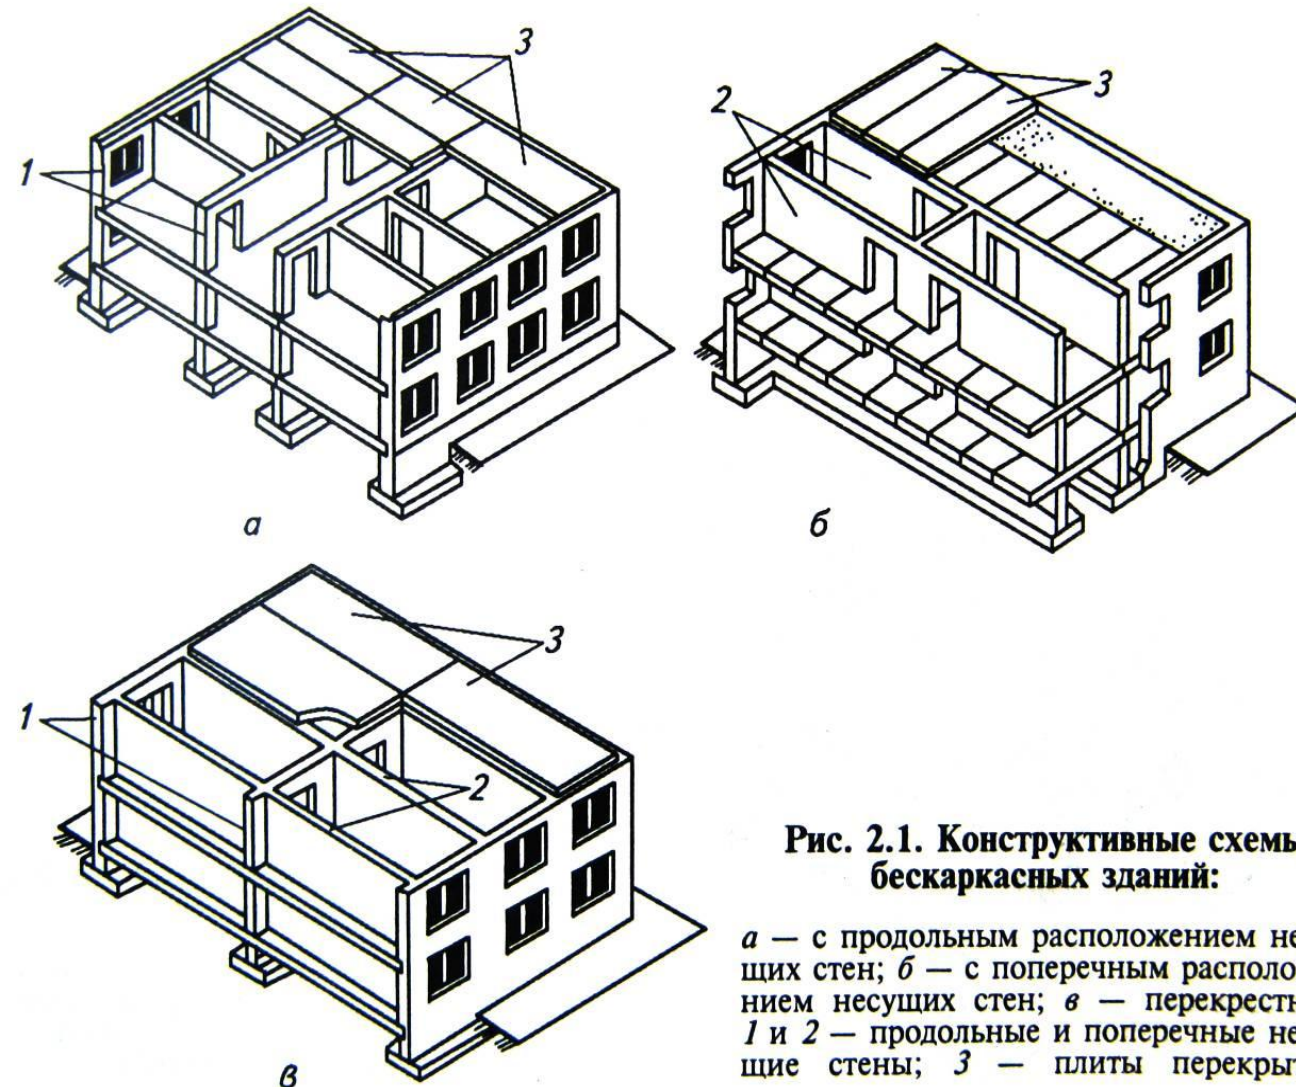 3
1
а
2
3
б
3
1
2
в
Рис. 2.1. Конструктивные схемы
бескаркасных зданий:
а — с продольным расположением не
щих стен; б — с поперечным располо
нием несущих стен; в — перекрестн
1 и 2 — продольные и поперечные не
щие стены; 3 — плиты перекрыт